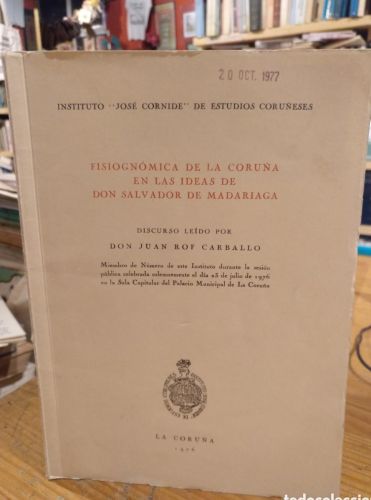 20 OCT. 1977
INSTITUTO "JOSÉ CORNIDE" DE ESTUDIOS CORUÑESES
FISIOGNÓMICA DE LA CORUÑA
EN LAS IDEAS DE
DON SALVADOR DE MADARIAGA
DISCURSO LEÍDO POR
DON JUAN ROF CARBALLO
Miembro de Número de este Instituto durante la sesión
pública celebrada solemnemente el día 23 de julio de 1976
en la Sala Capitular del Palacio Municipal de La Coruña
LA CORUÑA
1976